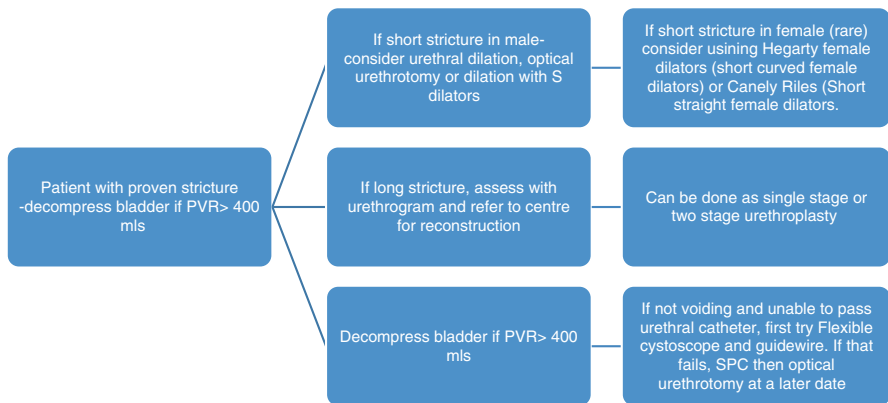 If short stricture in male-
consider urethral dilation, optical
urethrotomy or dilation with S
dilators
If short stricture in female (rare)
consider usining Hegarty female
dilators (short curved female
dilators) or Canely Riles (Short
straight female dilators.
Patient with proven stricture
-decompress bladder if PVR> 400
mls
If long stricture, assess with
urethrogram and refer to centre
for reconstruction
Can be done as single stage or
two stage urethroplasty
Decompress bladder if PVR> 400
mls
If not voiding and unable to pass
urethral catheter, first try Flexible
cystoscope and guidewire. If that
fails, SPC then optical
urethrotomy at a later date